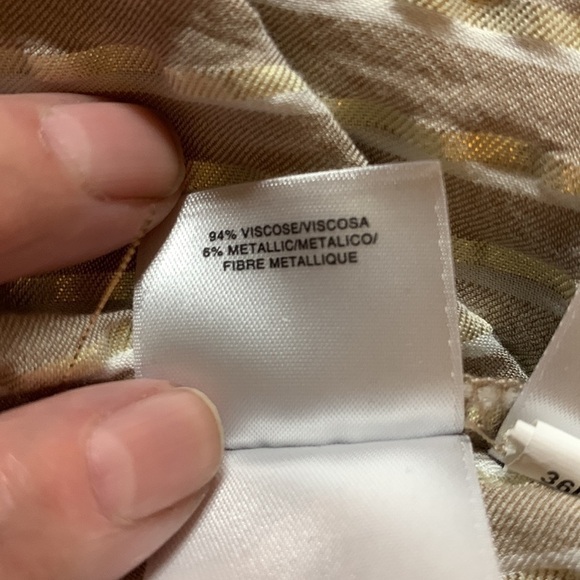 94% VISCOSE/VISCOSA
6% METALLIC/METALICO/
FIBRE METALLIQUE